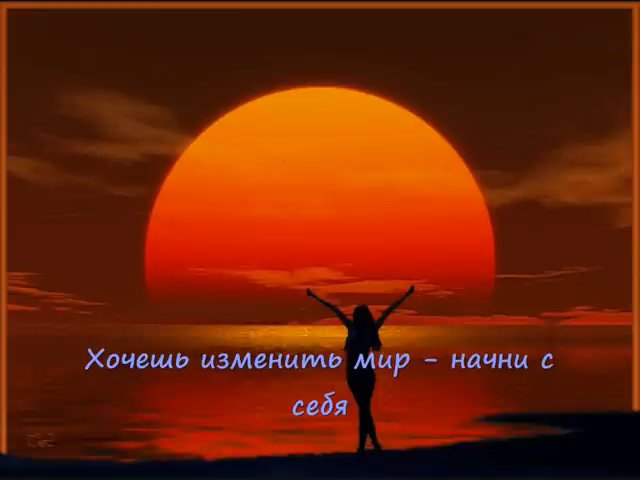 Хочешь изменить мир - начни с
себя